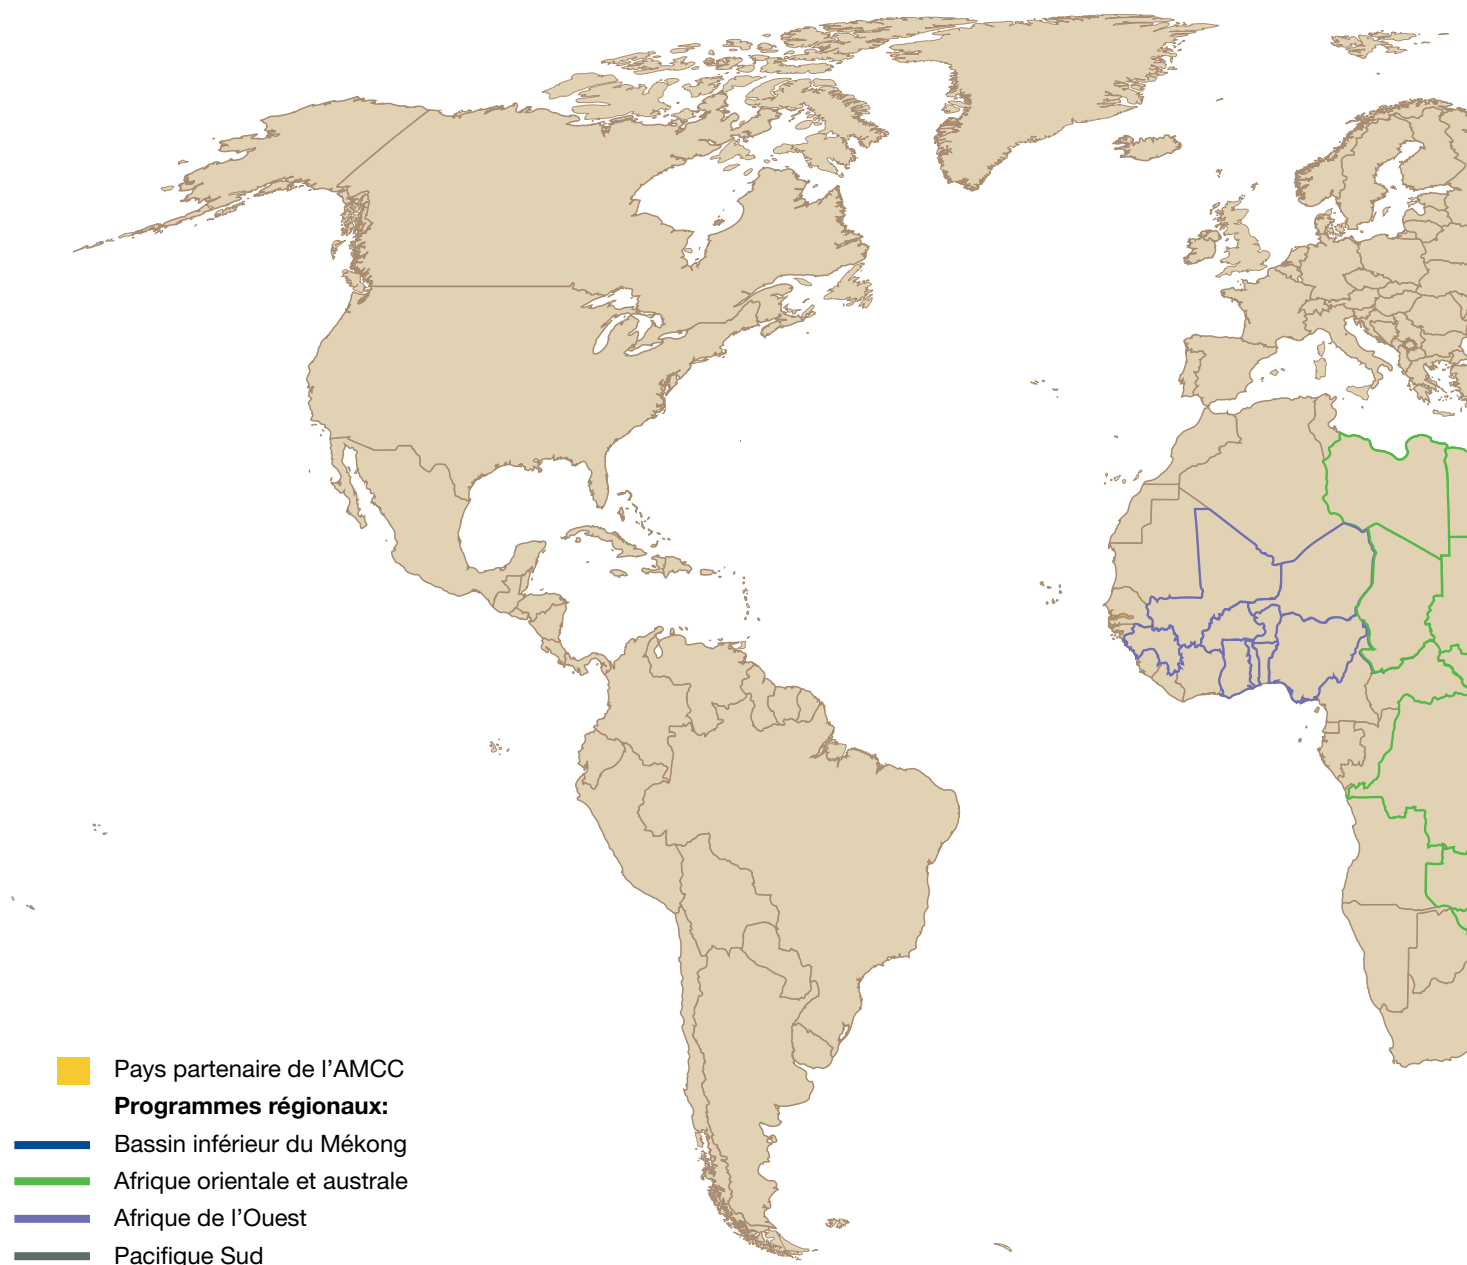 Pays partenaire de l’AMCC
Programmes régionaux:
Bassin inférieur du Mékong
Afrique orientale et australe
Afrique de l’Ouest
Pacifique Sud